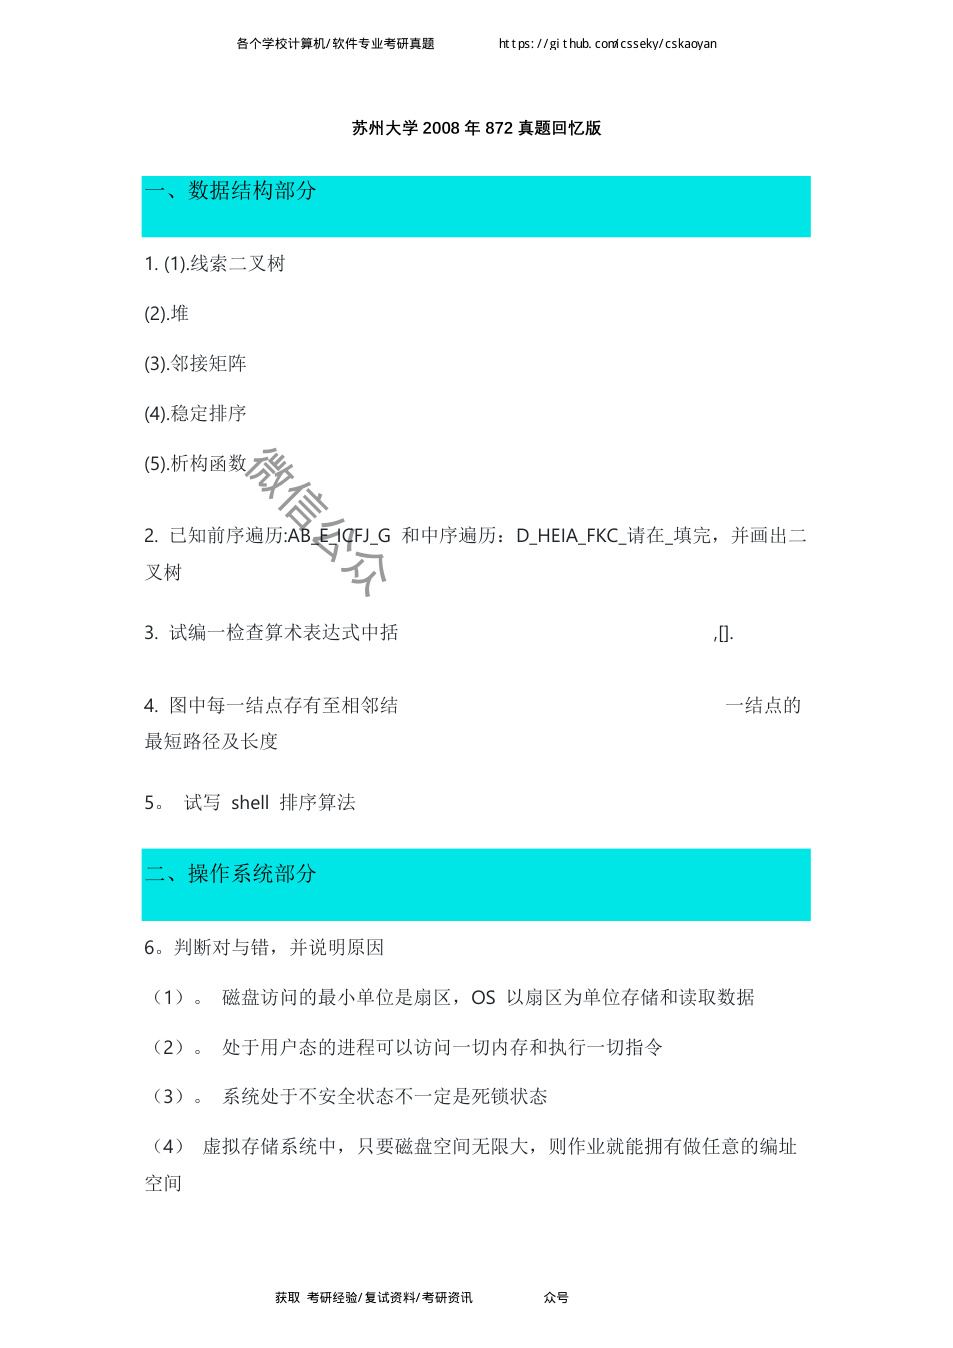 各个学校计算机/软件专业考研真题 https://github.com/csseky/cskaoyan
苏州大学 2008 年 872 真题回忆版
一、数据结构部分
1. (1).线索二叉树
(2).堆
(3).邻接矩阵
(4).稳定排序
(5).析构函数
微信公众
2. 已知前序遍历:AB_E_ICFJ_G 和中序遍历：D_HEIA_FKC_请在_填完，并画出二
叉树
3. 试编一检查算术表达式中括 ,[].
4. 图中每一结点存有至相邻结 一结点的
最短路径及长度
5。 试写 shell 排序算法
二、操作系统部分
6。判断对与错，并说明原因
（1）。 磁盘访问的最小单位是扇区，OS 以扇区为单位存储和读取数据
（2）。 处于用户态的进程可以访问一切内存和执行一切指令
（3）。 系统处于不安全状态不一定是死锁状态
（4） 虚拟存储系统中，只要磁盘空间无限大，则作业就能拥有做任意的编址
空间
获取 考研经验/复试资料/考研资讯 众号